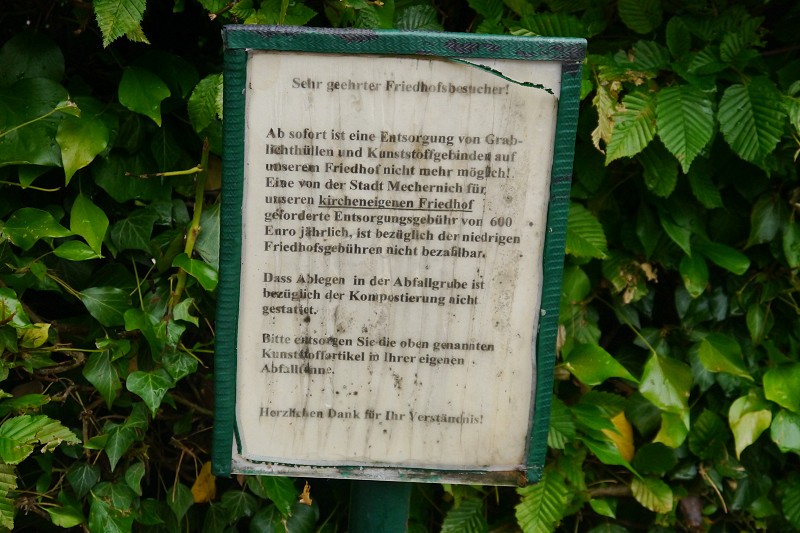 Sehr geehrter Friedhofsbesucher!
Ab sofort ist eine Entsorgung von Grab-
lichthüllen und Kunststoffgebinden auf
unserem Friedhof nicht mehr möglich!
Eine von der Stadt Mechernich für
unseren kircheneigenen Friedhof
geforderte Entsorgungsgebühr von 600
Euro jährlich, ist bezüglich der niedrigen
Friedhofsgebühren nicht bezahlbar.
Dass Ablegen in der Abfallgrube ist
bezüglich der Kompostierung nicht
gestattet.
Bitte entsorgen Sie die oben genannten
Kunststoffartikel in Ihrer eigenen
Abfalltonne.
Herzlichen Dank für Ihr Verständnis!